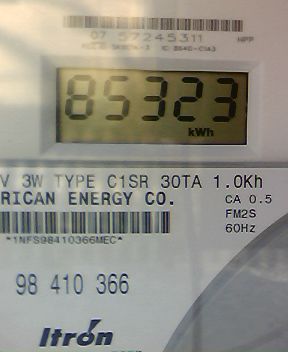 07 57245311
85323
kWh
V 3W TYPE C1SR 30TA 1.0Kh
RICAN ENERGY CO.
CA 0.5
FM2S
60Hz
*1NFS98410366MEC*
98 410 366
Itrón